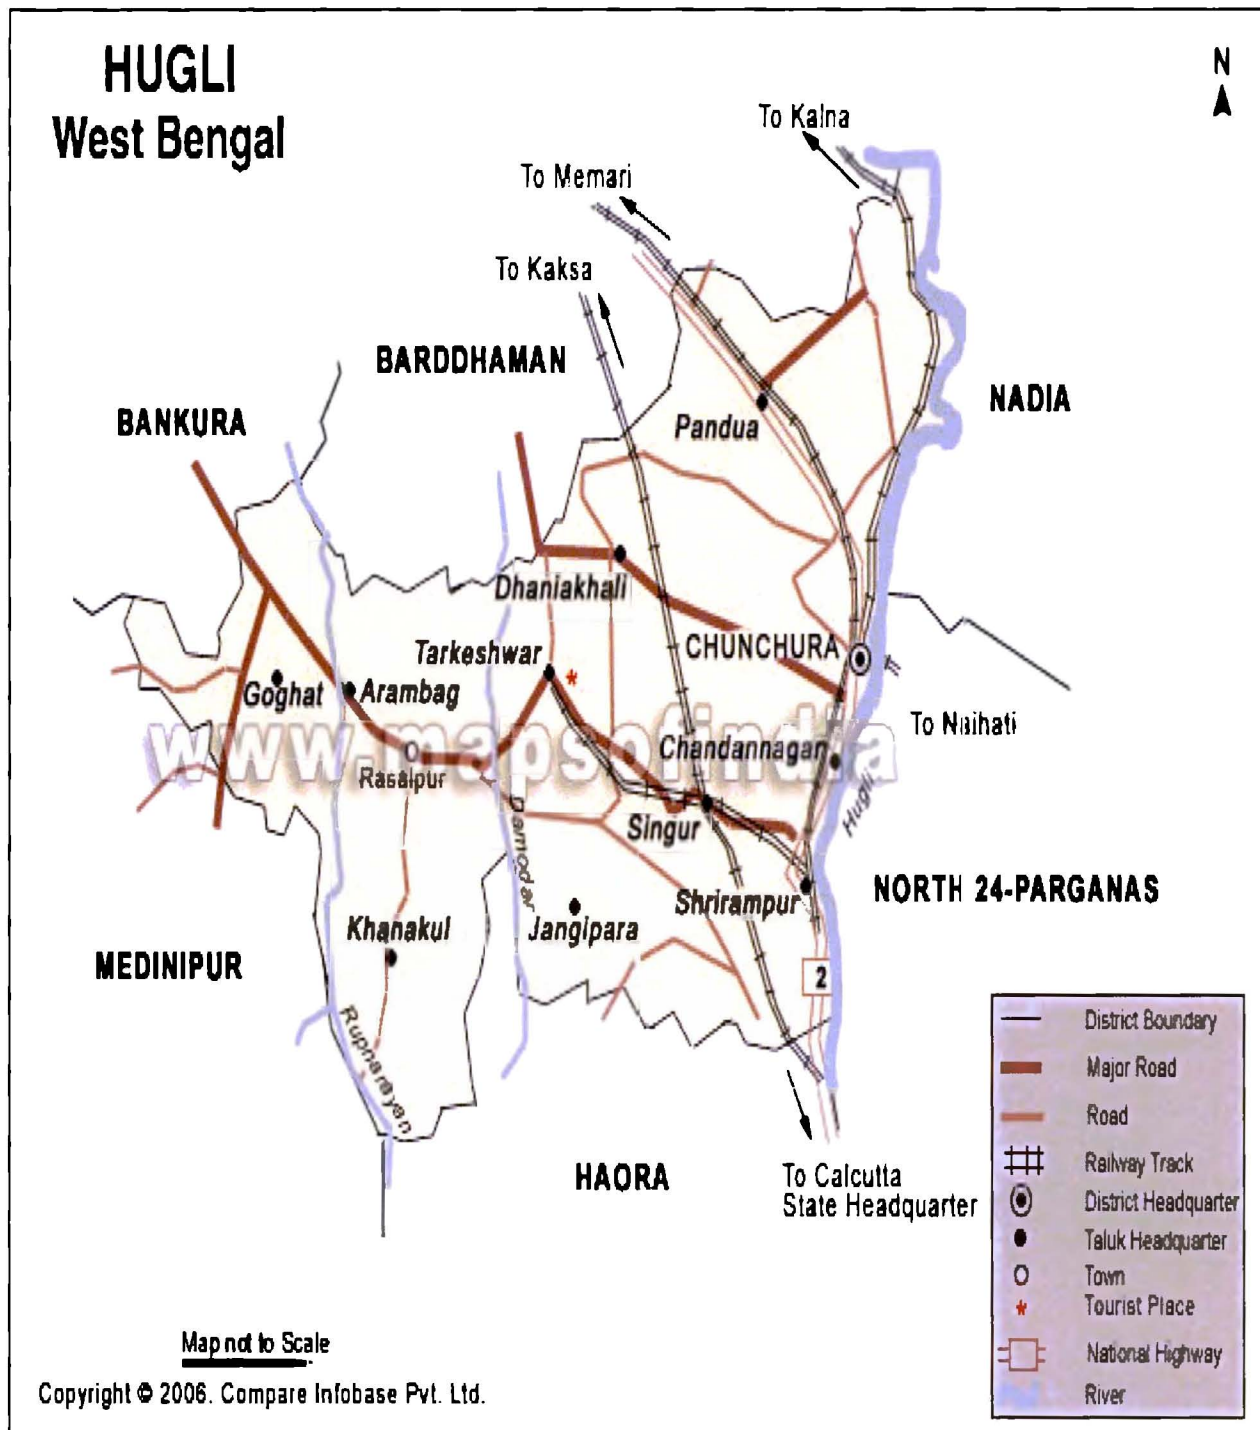 HUGLI
West Bengal
N
To Kalna
To Memari
To Kaksa
BARDDHAMAN
BANKURA
NADIA
Pandua
Dhaniakhali
CHUNCHURA
Tarkeshwar
Goghat
Arambag
To Naihati
www.mapsofindia
Chandannagar
Rasalpur
Hugli
Damodar
Singur
NORTH 24-PARGANAS
Shrirampur
Khanakul
Jangipara
MEDINIPUR
2
Rupnarayan
HAORA
To Calcutta
State Headquarter
District Boundary
Major Road
Road
Railway Track
District Headquarter
Taluk Headquarter
Town
Tourist Place
National Highway
River
Map not to Scale
Copyright © 2006. Compare Infobase Pvt. Ltd.